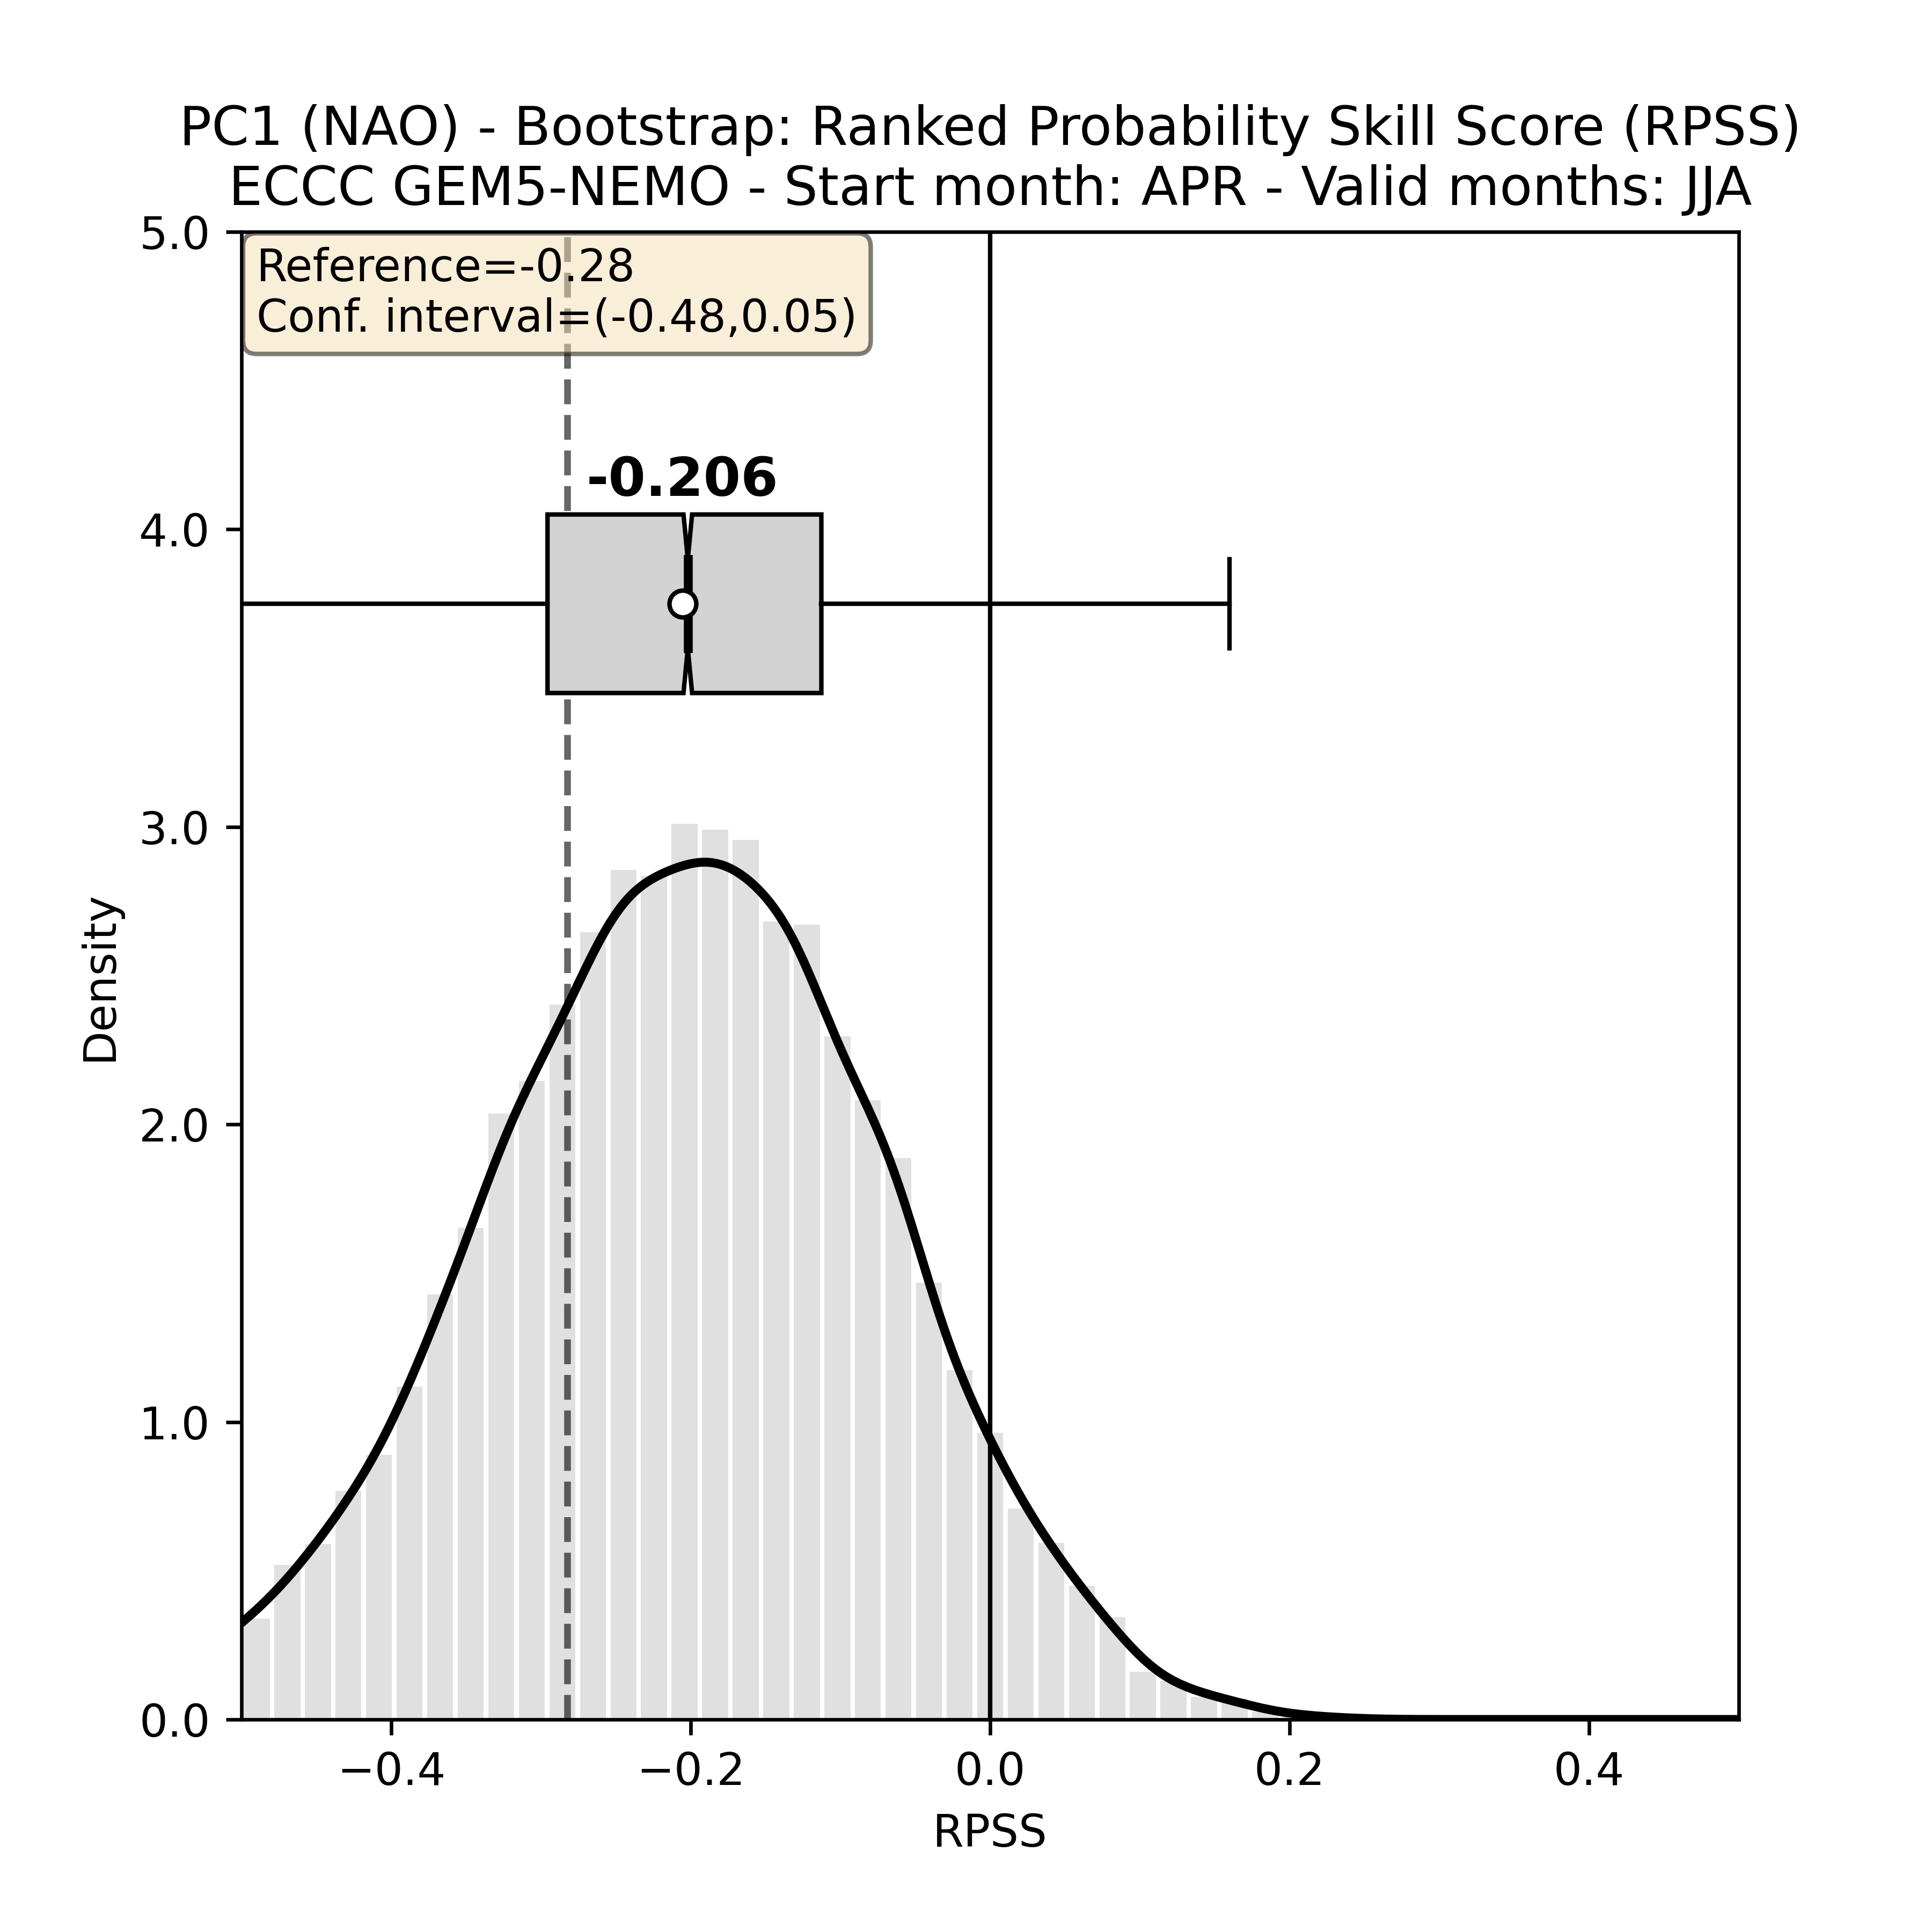 PC1 (NAO) - Bootstrap: Ranked Probability Skill Score (RPSS)
ECCC GEM5-NEMO - Start month: APR - Valid months: JJA
5.0
Reference=-0.28
Conf. interval=(-0.48,0.05)
-0.206
4.0
3.0
Density
2.0
1.0
0.0
−0.4 −0.2 0.0 0.2 0.4
RPSS